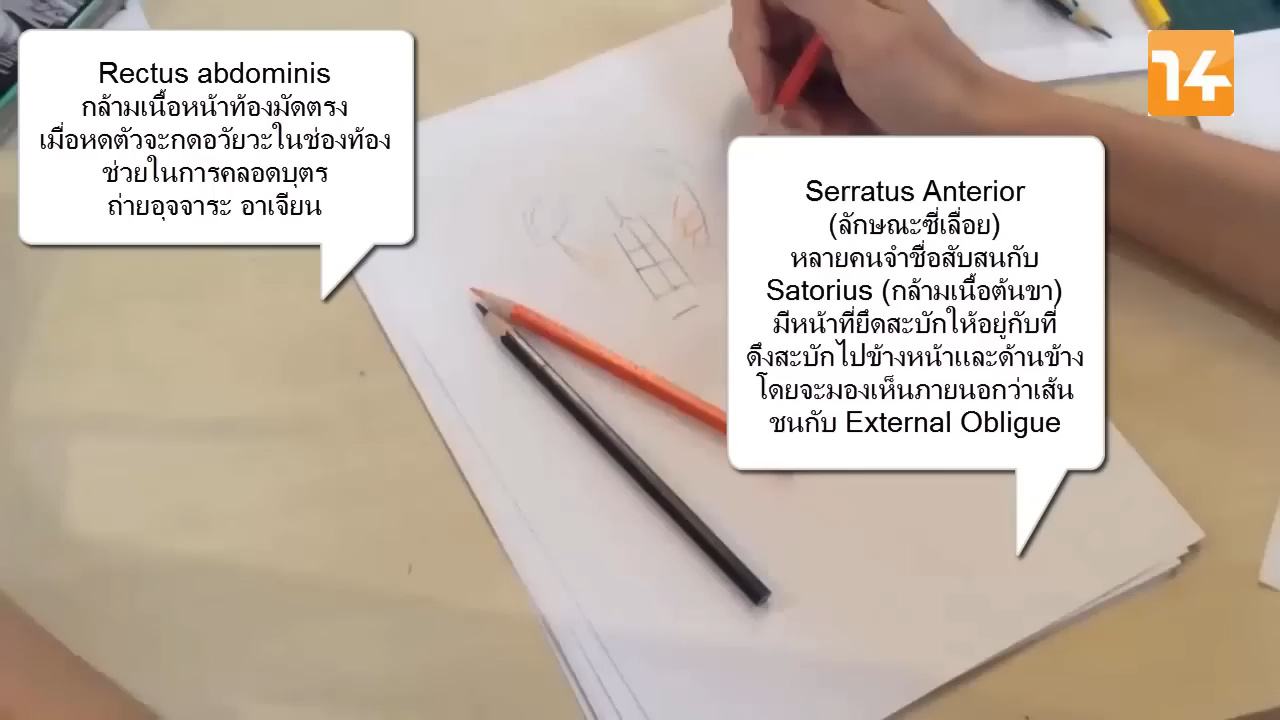 Rectus abdominis
กล้ามเนื้อหน้าท้องมัดตรง
เมื่อหดตัวจะกดอวัยวะในช่องท้อง
ช่วยในการคลอดบุตร
ถ่ายอุจจาระ อาเจียน
14
Serratus Anterior
(ลักษณะซี่เลื่อย)
หลายคนจำชื่อสับสนกับ
Satorius (กล้ามเนื้อต้นขา)
มีหน้าที่ยึดสะบักให้อยู่กับที่
ดึงสะบักไปข้างหน้าและด้านข้าง
โดยจะมองเห็นภายนอกว่าเส้น
ชนกับ External Obligue